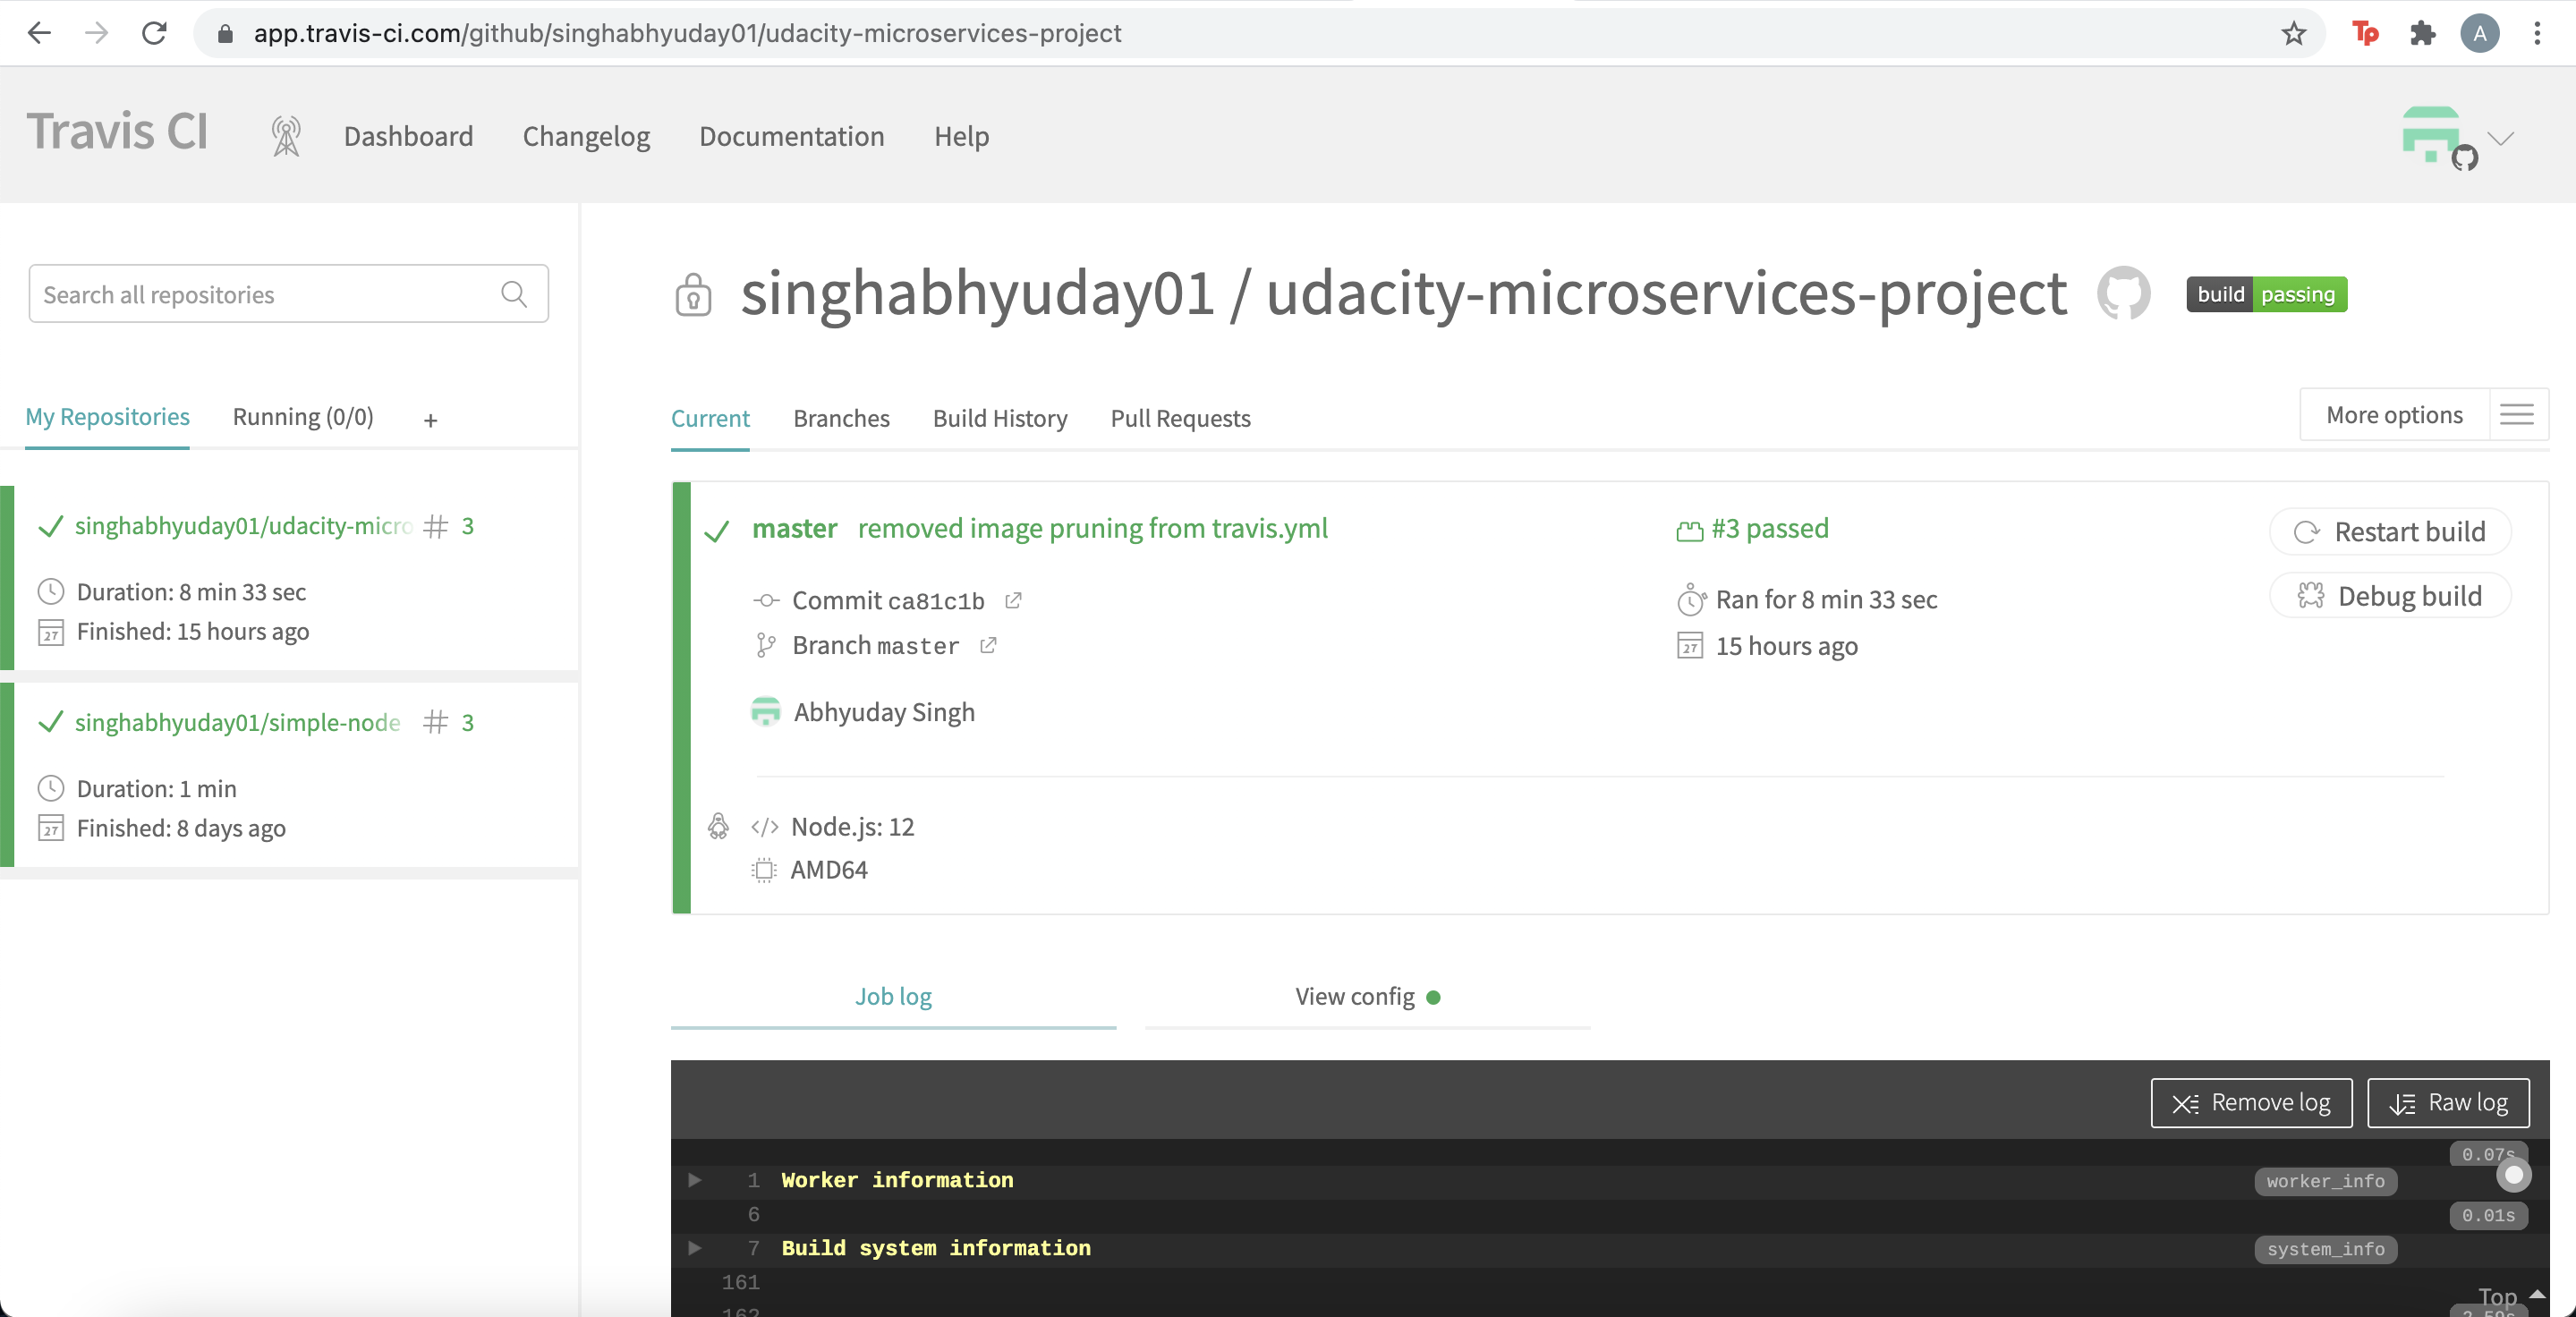 app.travis-ci.com/github/singhabhyuday01/udacity-microservices-project
Tp
A
Travis CI
Dashboard
Changelog
Documentation
Help
Search all repositories
My Repositories
Running (0/0)
+
singhabhyuday01/udacity-micro
# 3
Duration: 8 min 33 sec
27 Finished: 15 hours ago
singhabhyuday01/simple-node
# 3
Duration: 1 min
27 Finished: 8 days ago
singhabhyuday01 / udacity-microservices-project
build passing
Current
Branches
Build History
Pull Requests
More options
master removed image pruning from travis.yml
Commit ca81c1b
Branch master
Abhyuday Singh
#3 passed
Ran for 8 min 33 sec
27 15 hours ago
Restart build
Debug build
</> Node.js: 12
AMD64
Job log
View config
Remove log
Raw log
0.07s
1 Worker information
worker_info
6
0.01s
7 Build system information
system_info
161
Top